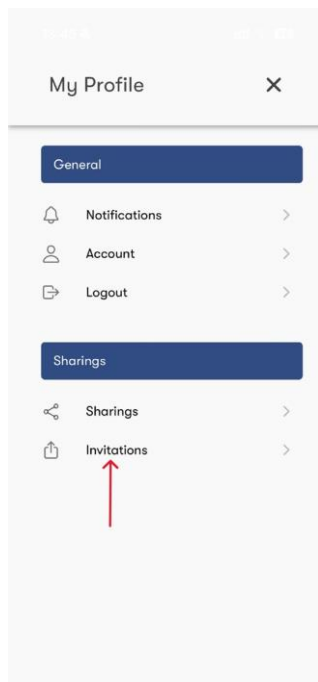 My Profile
General
Notifications
Account
Logout
Sharings
Sharings
Invitations